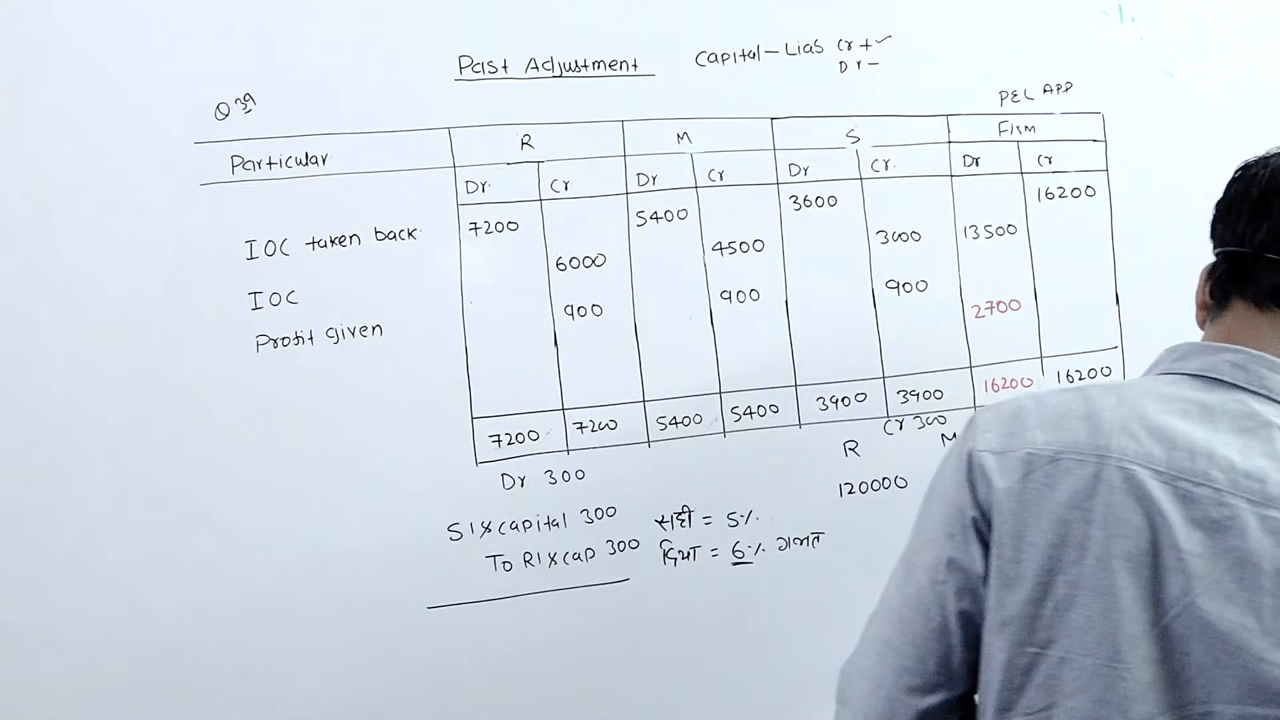 Past Adjustment
Capital - Lias Cr + ✓
Dr -
Q 39
P&L APP
Particular R M S Firm
Dr. Cr Dr Cr Dr Cr. Dr Cr
IOC taken back 7200 5400 3600 16200
IOC 6000 4500 3000 13500
Profit given 900 900 900 2700
7200 7200 5400 5400 3900 3900 16200 16200
Dr 300 Cr 300
R M
120000
S capital 300
To R cap 300
सही = 5%
दिया = 6% गलत